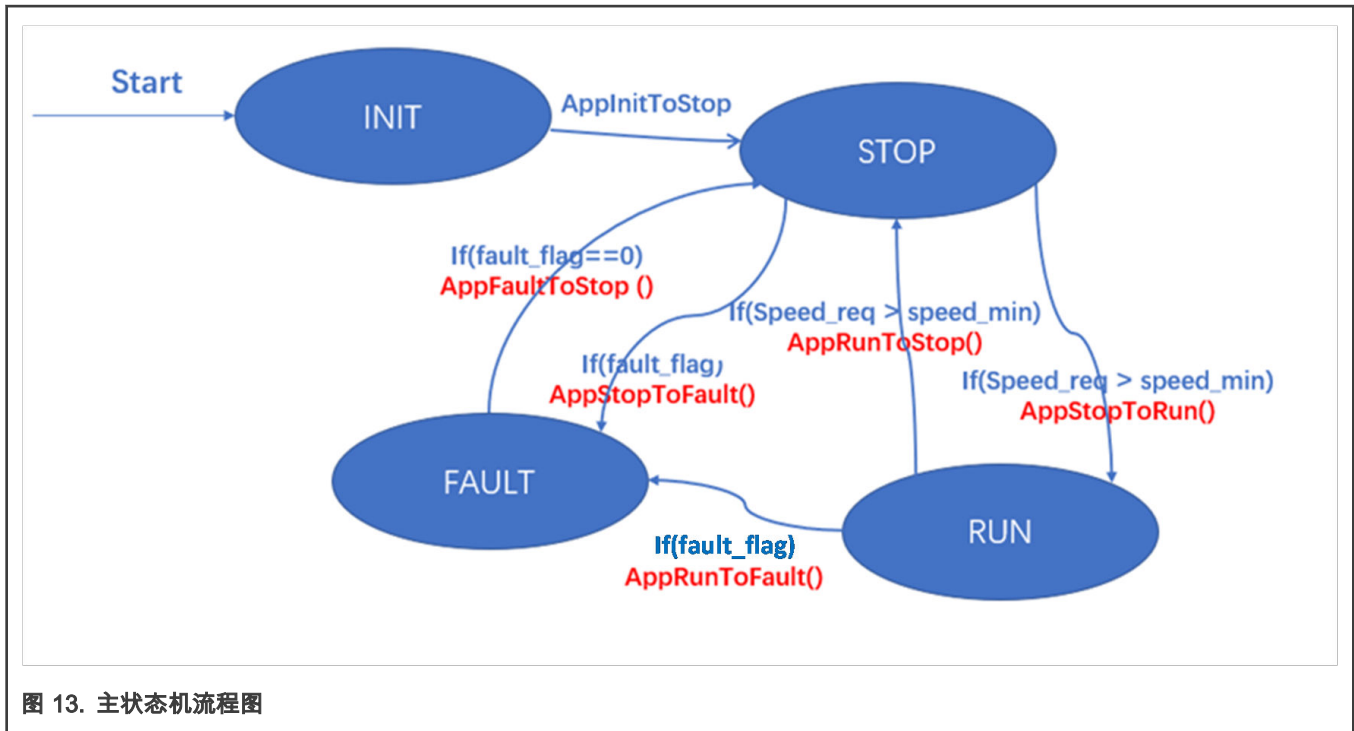 Start
INIT
AppInitToStop
STOP
If(fault_flag==0)
AppFaultToStop ()
If(Speed_req > speed_min)
AppRunToStop()
If(fault_flag)
AppStopToFault()
If(Speed_req > speed_min)
AppStopToRun()
FAULT
RUN
If(fault_flag)
AppRunToFault()
图 13. 主状态机流程图